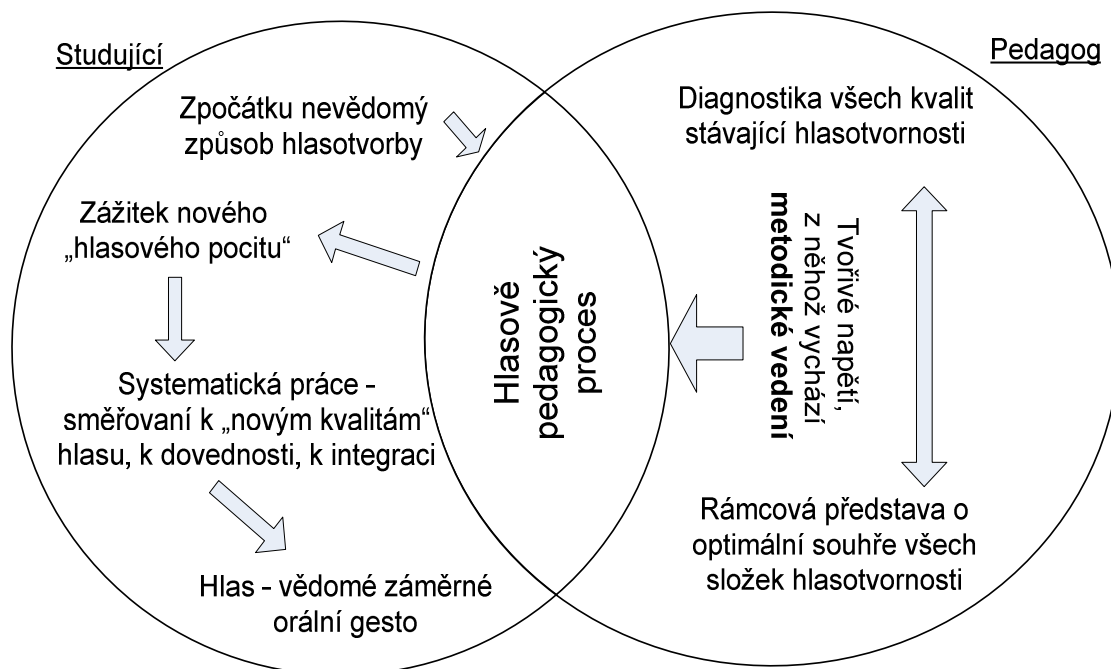 Studující
Zpočátku nevědomý
způsob hlasotvorby
Zážitek nového
„hlasového pocitu“
Systematická práce -
směřovaní k „novým kvalitám“
hlasu, k dovednosti, k integraci
Hlas - vědomé záměrné
orální gesto
Hlasově
pedagogický
proces
Pedagog
Diagnostika všech kvalit
stávající hlasotvornosti
Tvořivé napětí,
z něhož vychází
metodické vedení
Rámcová představa o
optimální souhře všech
složek hlasotvornosti